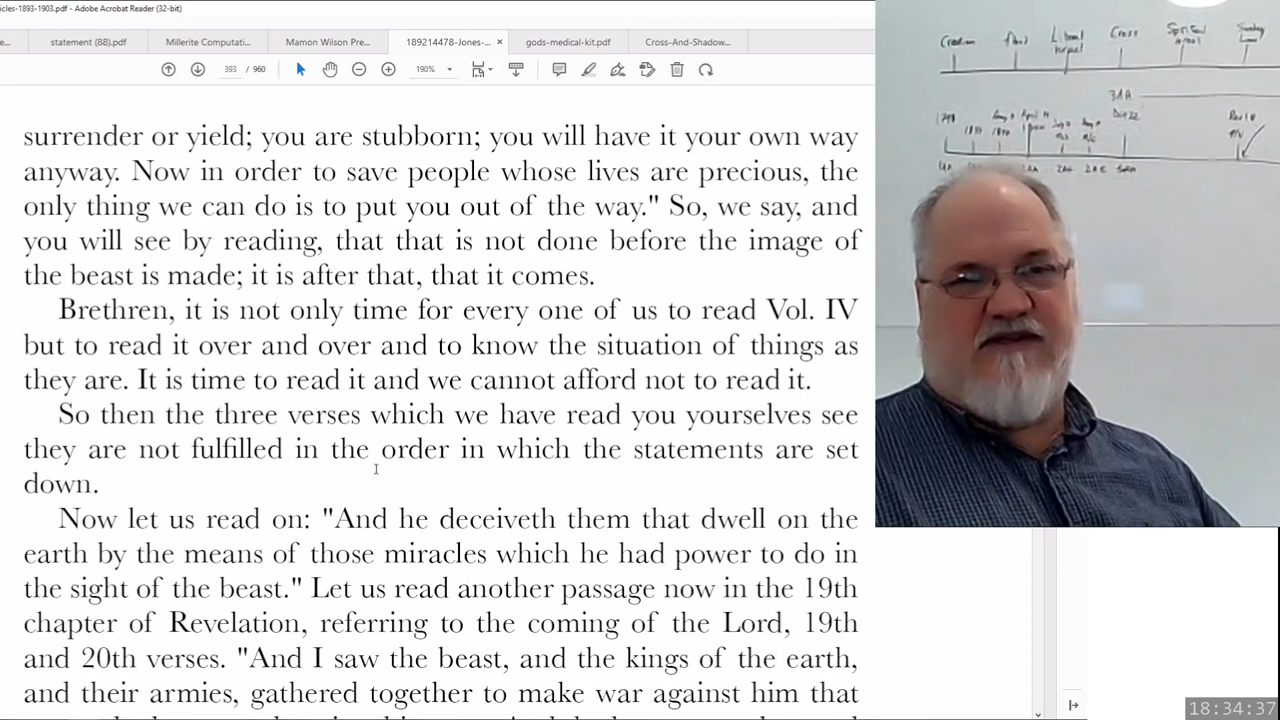 icles-1893-1903.pdf - Adobe Acrobat Reader (32-bit)
e...
statement (88).pdf
Millerite Computati...
Mamon Wilson Pre...
189214478-Jones-... ×
gods-medical-kit.pdf
Cross-And-Shadow...
393 / 960
190%
surrender or yield; you are stubborn; you will have it your own way
anyway. Now in order to save people whose lives are precious, the
only thing we can do is to put you out of the way." So, we say, and
you will see by reading, that that is not done before the image of
the beast is made; it is after that, that it comes.
Brethren, it is not only time for every one of us to read Vol. IV
but to read it over and over and to know the situation of things as
they are. It is time to read it and we cannot afford not to read it.
So then the three verses which we have read you yourselves see
they are not fulfilled in the order in which the statements are set
down.
Now let us read on: "And he deceiveth them that dwell on the
earth by the means of those miracles which he had power to do in
the sight of the beast." Let us read another passage now in the 19th
chapter of Revelation, referring to the coming of the Lord, 19th
and 20th verses. "And I saw the beast, and the kings of the earth,
and their armies, gathered together to make war against him that
Creation
Cross
Sunday
1798
18:34:37